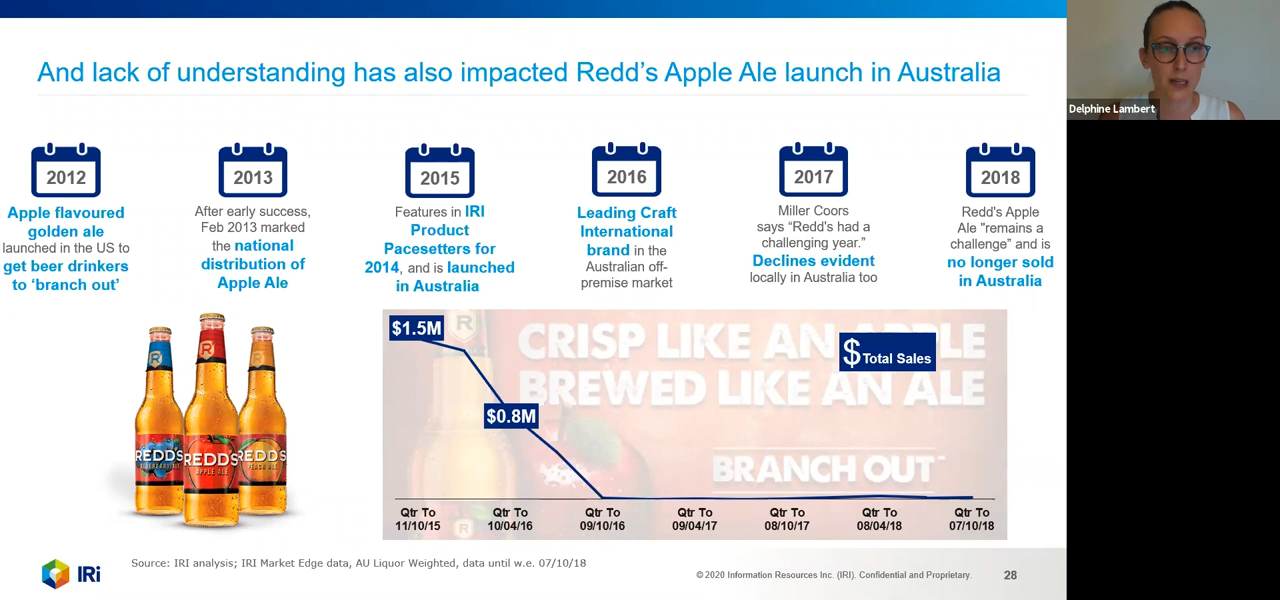 And lack of understanding has also impacted Redd's Apple Ale launch in Australia
Delphine Lambert
2012
Apple flavoured
golden ale
launched in the US to
get beer drinkers
to ‘branch out’
2013
After early success,
Feb 2013 marked
the national
distribution of
Apple Ale
2015
Features in IRI
Product
Pacesetters for
2014, and is launched
in Australia
2016
Leading Craft
International
brand in the
Australian off-
premise market
2017
Miller Coors
says “Redd's had a
challenging year.”
Declines evident
locally in Australia too
2018
Redd's Apple
Ale "remains a
challenge” and is
no longer sold
in Australia
REDD'S
REDD'S
APPLE ALE
REDD'S
PEACH ALE
R
R
R
R
CRISP LIKE AN APPLE
BREWED LIKE AN ALE
BRANCH OUT™
$1.5M
$0.8M
$ Total Sales
Qtr To
11/10/15
Qtr To
10/04/16
Qtr To
09/10/16
Qtr To
09/04/17
Qtr To
08/10/17
Qtr To
08/04/18
Qtr To
07/10/18
IRi
Source: IRI analysis; IRI Market Edge data, AU Liquor Weighted, data until w.e. 07/10/18
© 2020 Information Resources Inc. (IRI). Confidential and Proprietary.
28